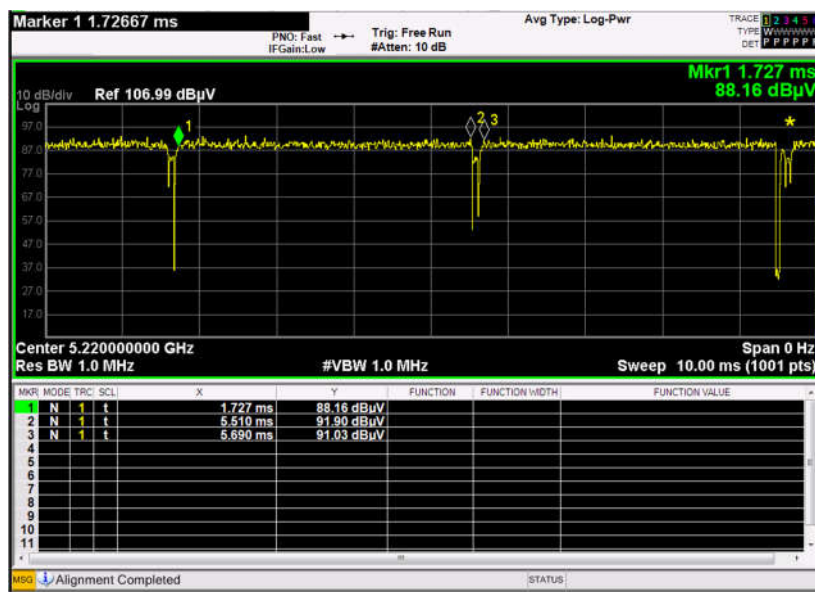 Marker 1 1.72667 ms
PNO: Fast
IFGain:Low
Trig: Free Run
#Atten: 10 dB
Avg Type: Log-Pwr
TRACE 1 2 3 4 5
TYPE W
DET P P P P P
Mkr1 1.727 ms
88.16 dBµV
10 dB/div
Log
Ref 106.99 dBµV
97.0
87.0
77.0
67.0
57.0
47.0
37.0
27.0
17.0
1
2
3
*
Center 5.220000000 GHz
Span 0 Hz
Res BW 1.0 MHz
#VBW 1.0 MHz
Sweep 10.00 ms (1001 pts)
MKR MODE TRC SCL X Y FUNCTION FUNCTION WIDTH FUNCTION VALUE
1 N 1 t 1.727 ms 88.16 dBµV
2 N 1 t 5.510 ms 91.90 dBµV
3 N 1 t 5.690 ms 91.03 dBµV
4
5
6
7
8
9
10
11
MSG Alignment Completed
STATUS